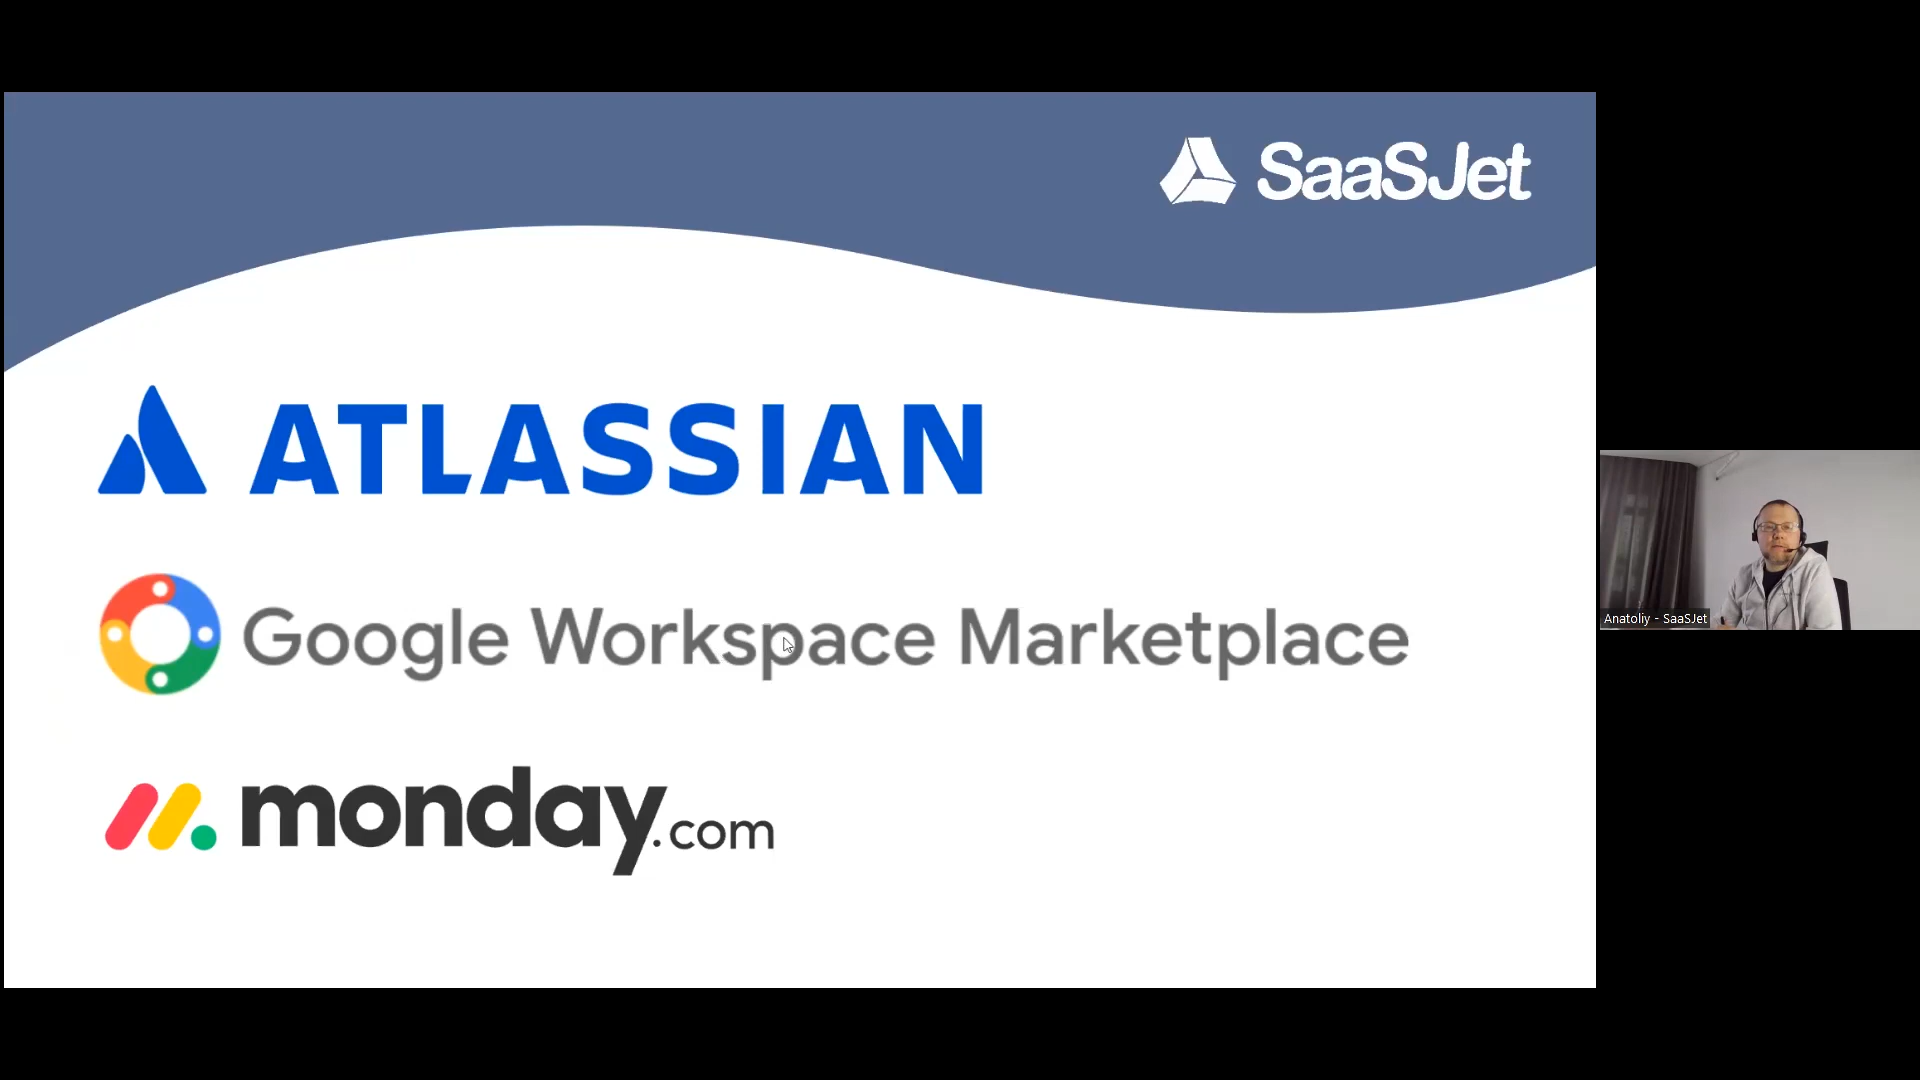 SaaSJet
ATLASSIAN
Google Workspace Marketplace
monday.com
Anatoliy - SaaSJet